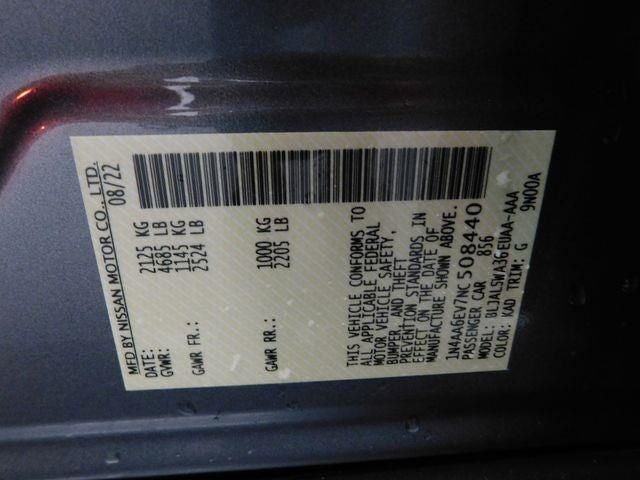 MFD BY NISSAN MOTOR CO., LTD.
DATE: 08/22
GVWR: 2125 KG
4685 LB
GAWR FR.: 1145 KG
2524 LB
GAWR RR.: 1000 KG
2205 LB
THIS VEHICLE CONFORMS TO
ALL APPLICABLE FEDERAL
MOTOR VEHICLE SAFETY,
BUMPER, AND THEFT
PREVENTION STANDARDS IN
EFFECT ON THE DATE OF
MANUFACTURE SHOWN ABOVE.
1N4AA6EV7NC508440
PASSENGER CAR 856
MODEL: BLJALSWA36EUAA-AAA
COLOR: KAD TRIM: G 9N00A